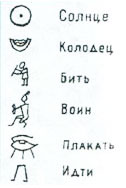 Солнце
Колодец
Бить
Воин
Плакать
Идти